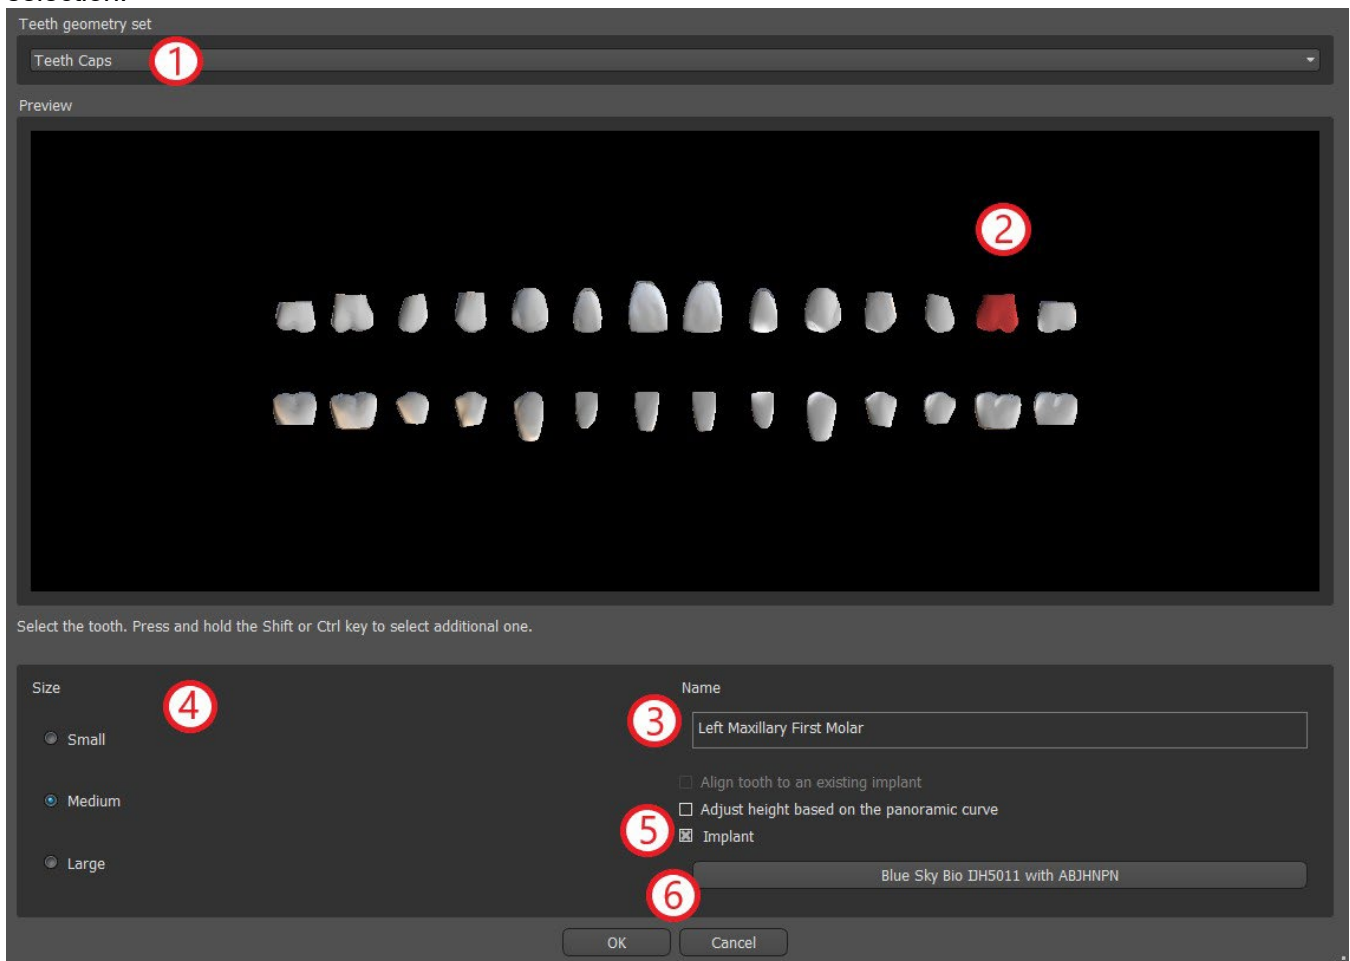 selection.
Teeth geometry set
Teeth Caps
1
Preview
2
Select the tooth. Press and hold the Shift or Ctrl key to select additional one.
Size
4
Small
Medium
Large
Name
3
Left Maxillary First Molar
Align tooth to an existing implant
Adjust height based on the panoramic curve
5
Implant
Blue Sky Bio IJH5011 with ABJHNPN
6
OK
Cancel